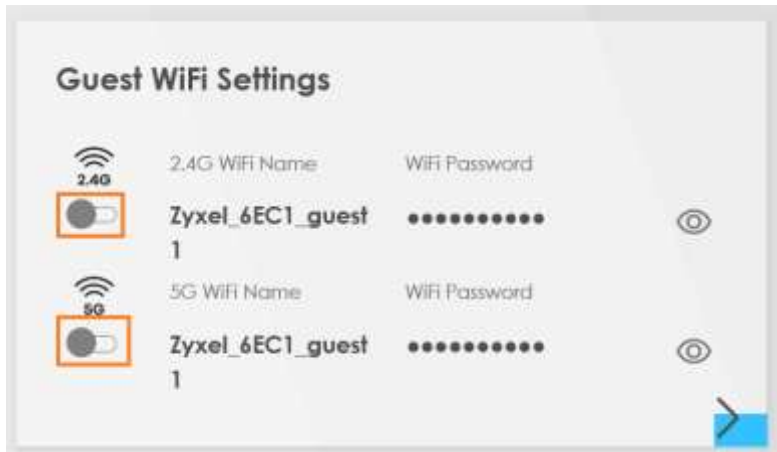 Guest WiFi Settings
2.4G
2.4G WiFi Name WiFi Password
Zyxel_6EC1_guest ●●●●●●●●●●
1
5G
5G WiFi Name WiFi Password
Zyxel_6EC1_guest ●●●●●●●●●●
1